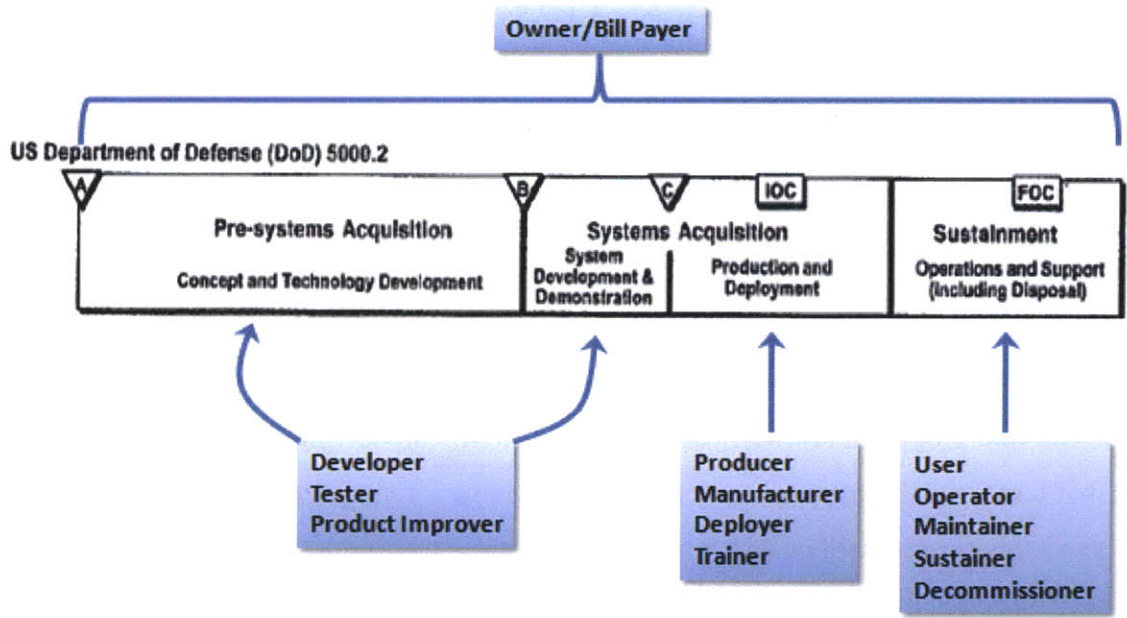 Owner/Bill Payer
US Department of Defense (DoD) 5000.2
A
B
C
IOC
FOC
Pre-systems Acquisition
Concept and Technology Development
Systems Acquisition
System
Development &
Demonstration
Production and
Deployment
Sustainment
Operations and Support
(Including Disposal)
Developer
Tester
Product Improver
Producer
Manufacturer
Deployer
Trainer
User
Operator
Maintainer
Sustainer
Decommissioner